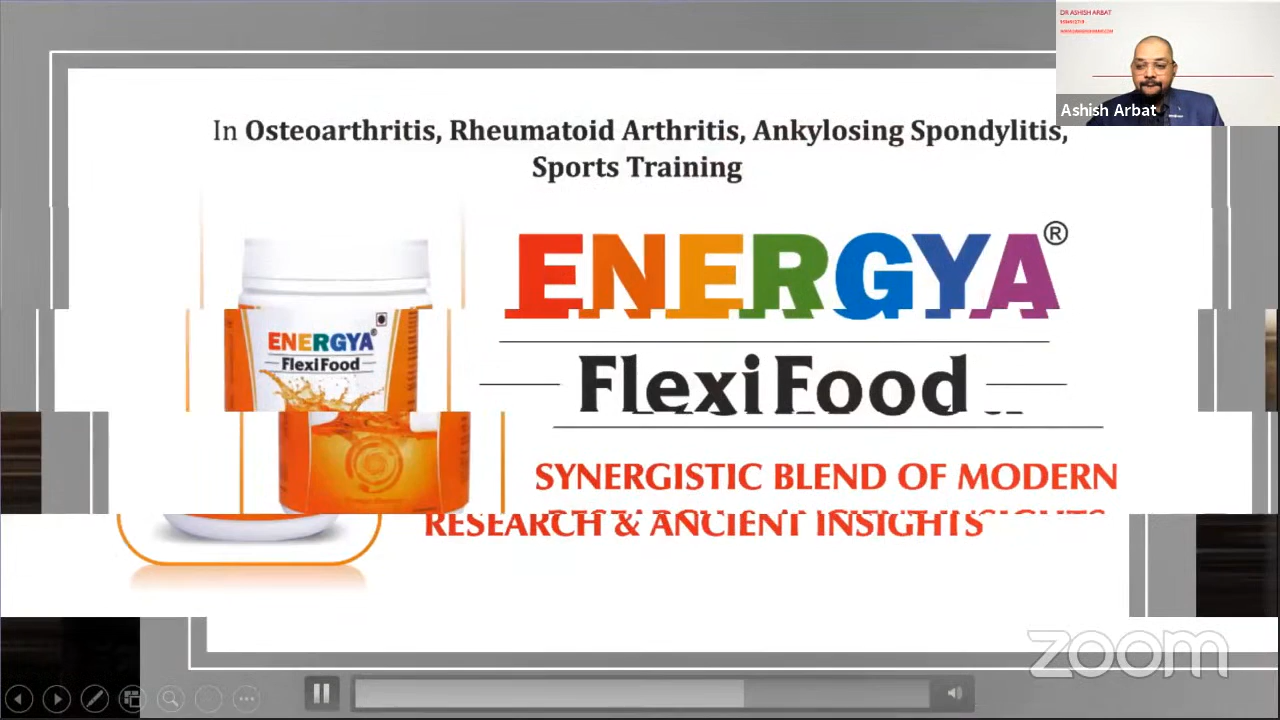 DR ASHISH ARBAT
Ashish Arbat
In Osteoarthritis, Rheumatoid Arthritis, Ankylosing Spondylitis,
Sports Training
ENERGYA®
FlexiFood
ENERGYA®
FlexiFood
SYNERGISTIC BLEND OF MODERN
RESEARCH & ANCIENT INSIGHTS
zoom